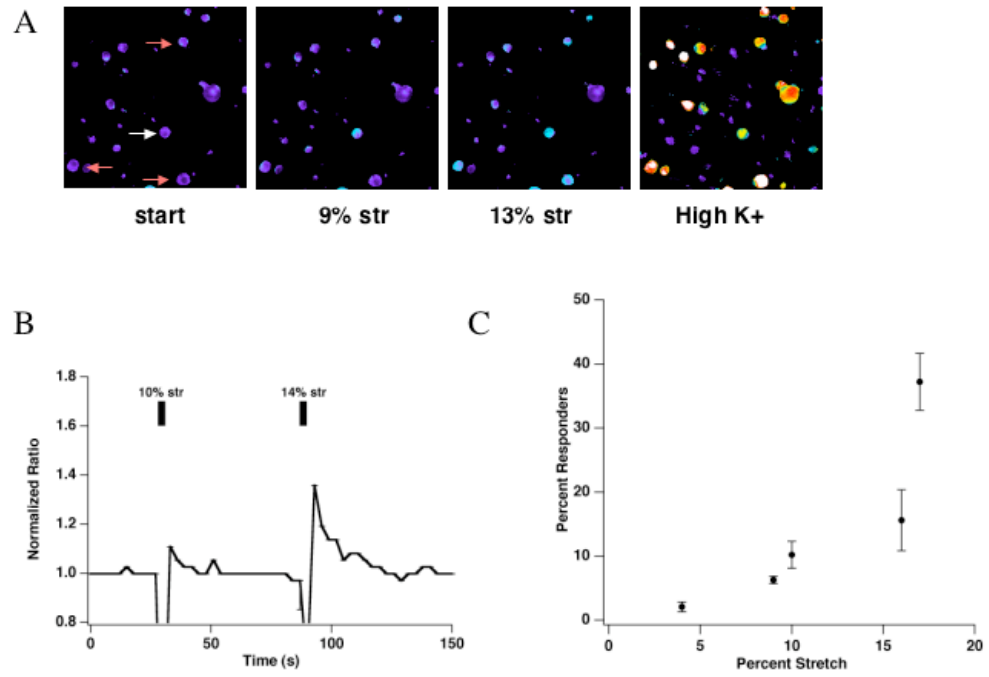 A
start
9% str
13% str
High K+
B
1.8
1.6
1.4
1.2
1.0
0.8
Normalized Ratio
10% str
14% str
0
50
100
150
Time (s)
C
50
40
30
20
10
0
Percent Responders
0
5
10
15
20
Percent Stretch